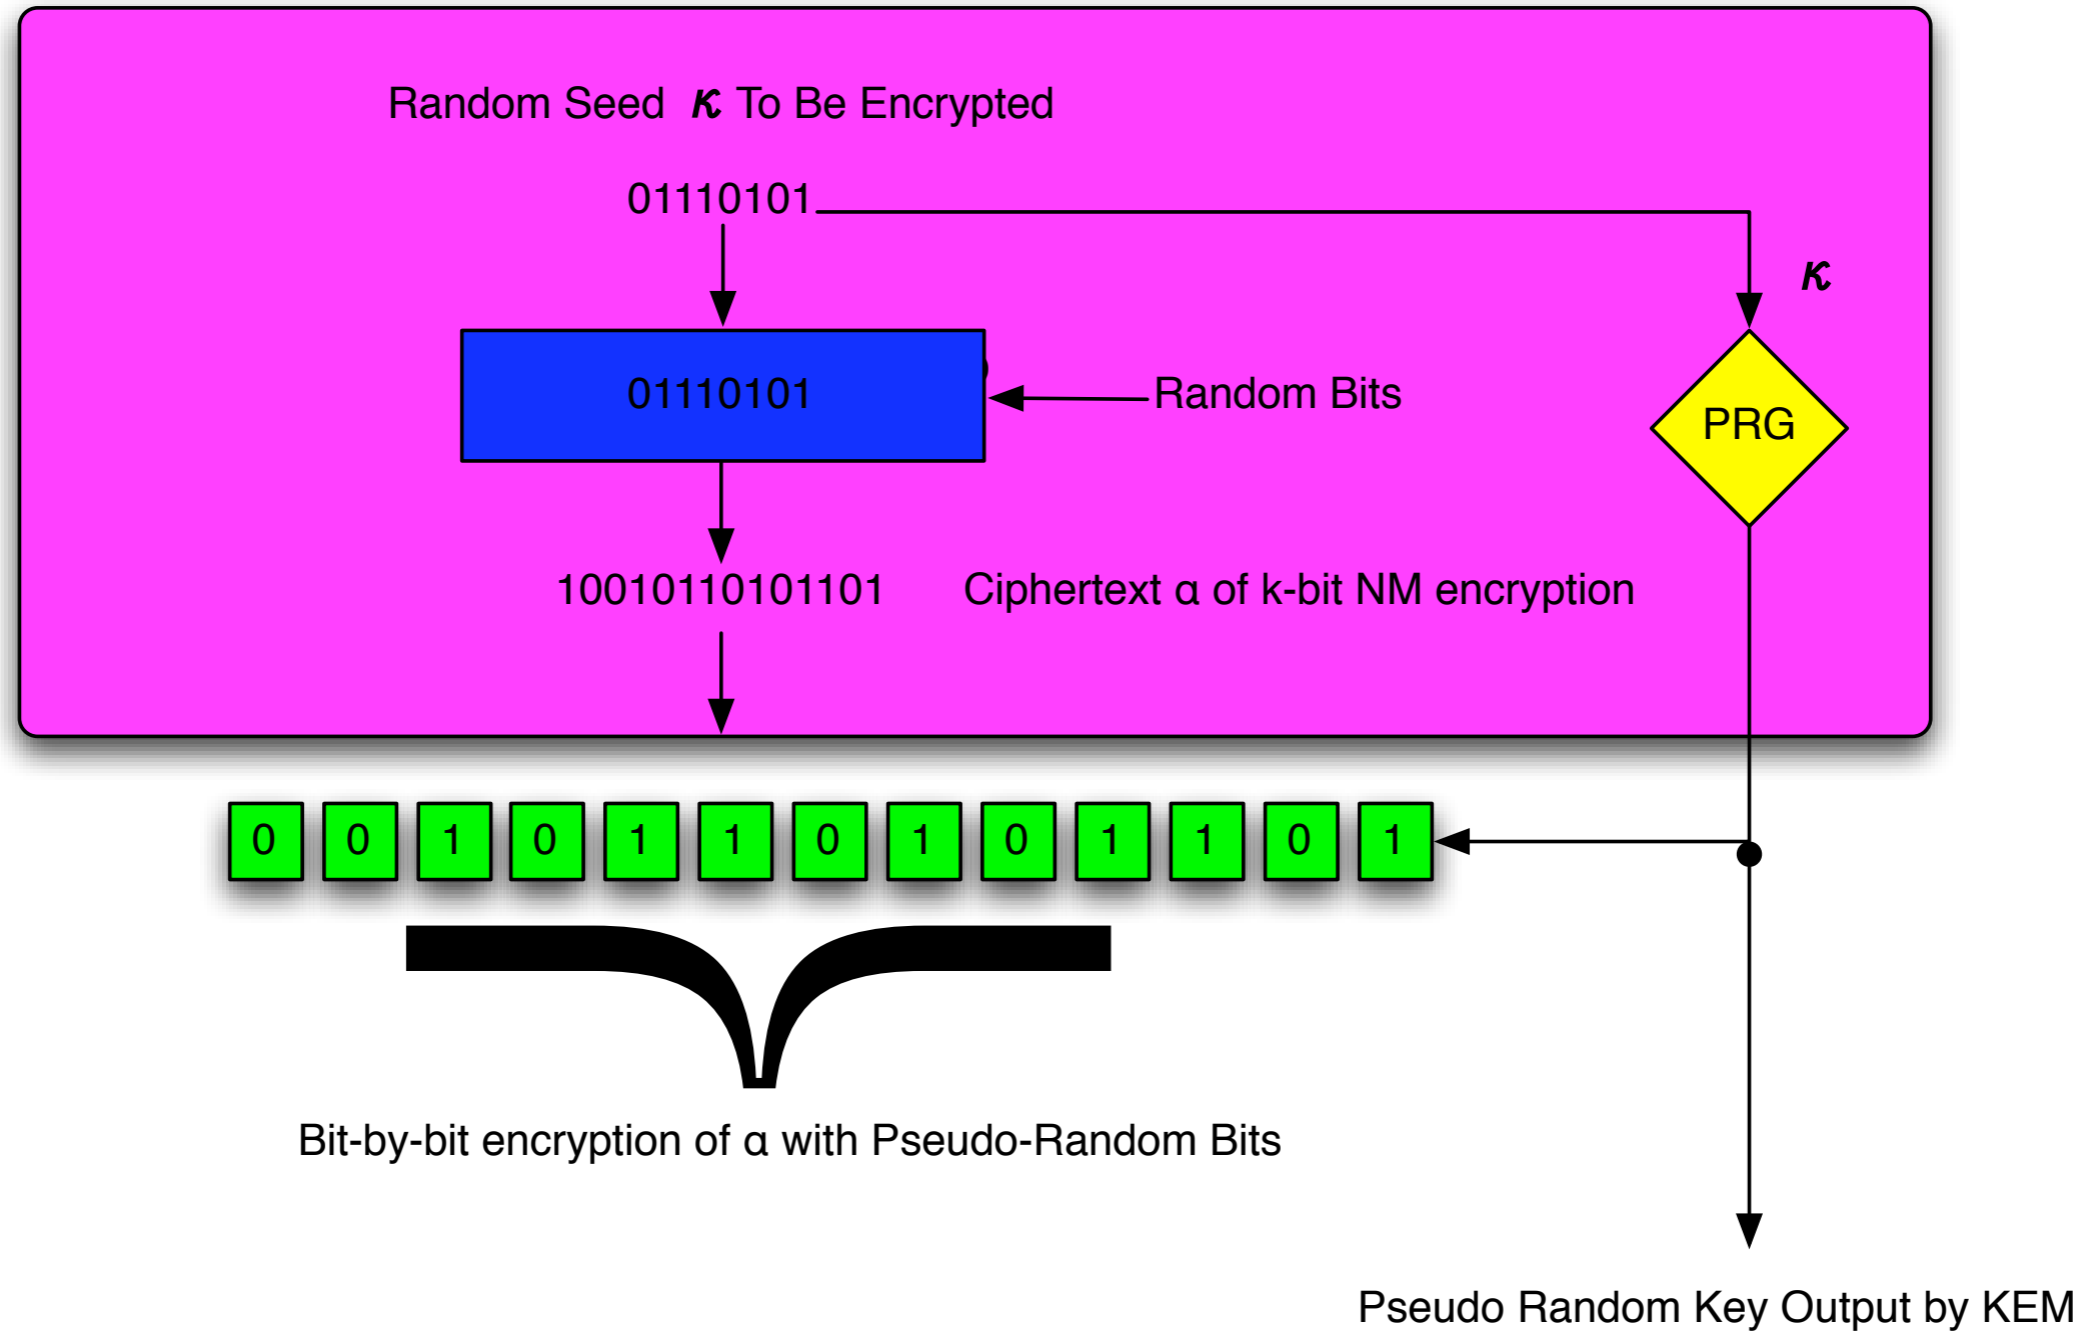 Random Seed κ To Be Encrypted
01110101
κ
01110101
Random Bits
PRG
10010110101101
Ciphertext α of k-bit NM encryption
0 0 1 0 1 1 0 1 0 1 1 0 1
Bit-by-bit encryption of α with Pseudo-Random Bits
Pseudo Random Key Output by KEM